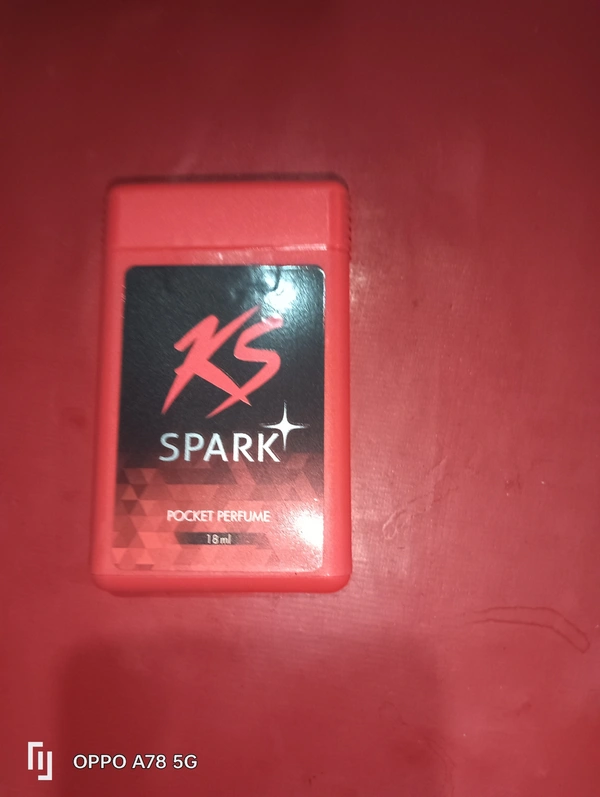 KS
SPARK
POCKET PERFUME
18 ml
OPPO A78 5G